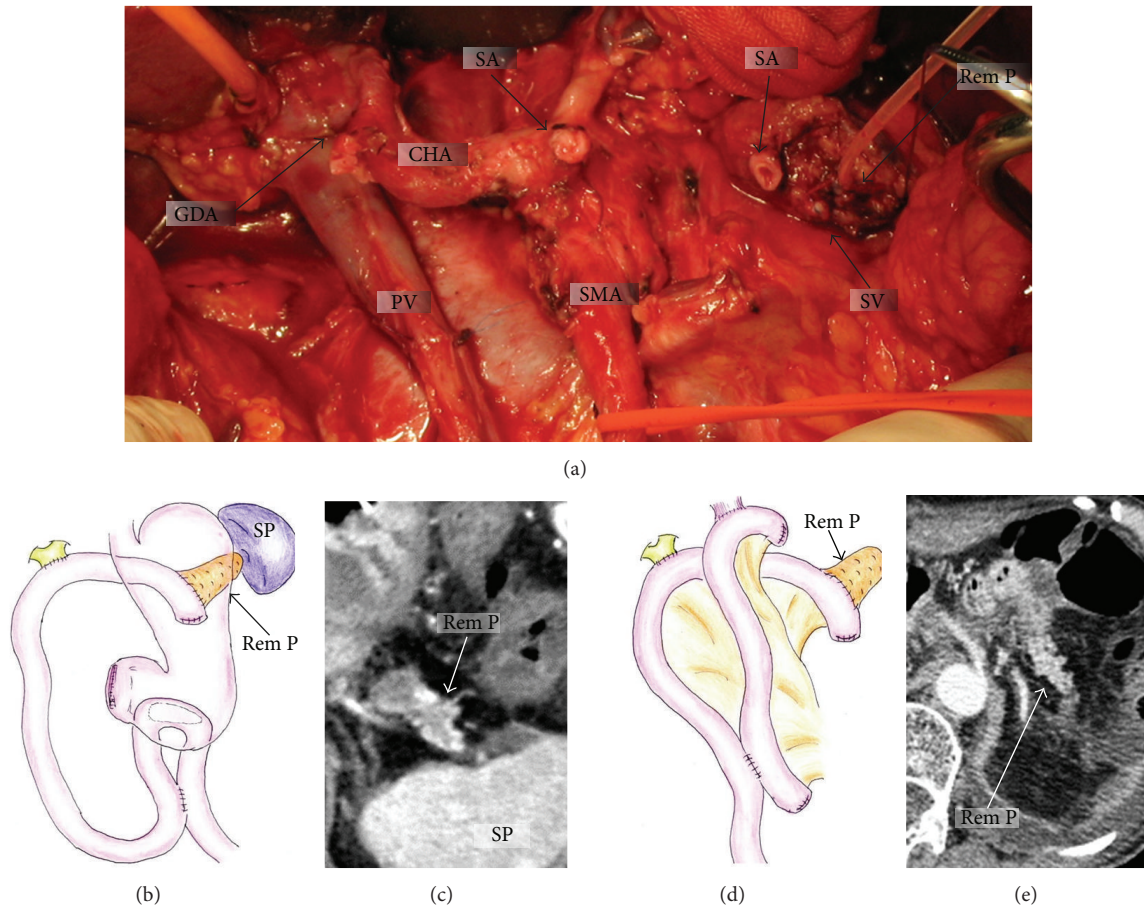 SA
SA
Rem P
CHA
GDA
PV
SMA
SV
(a)
SP
Rem P
Rem P
SP
Rem P
Rem P
(b)
(c)
(d)
(e)